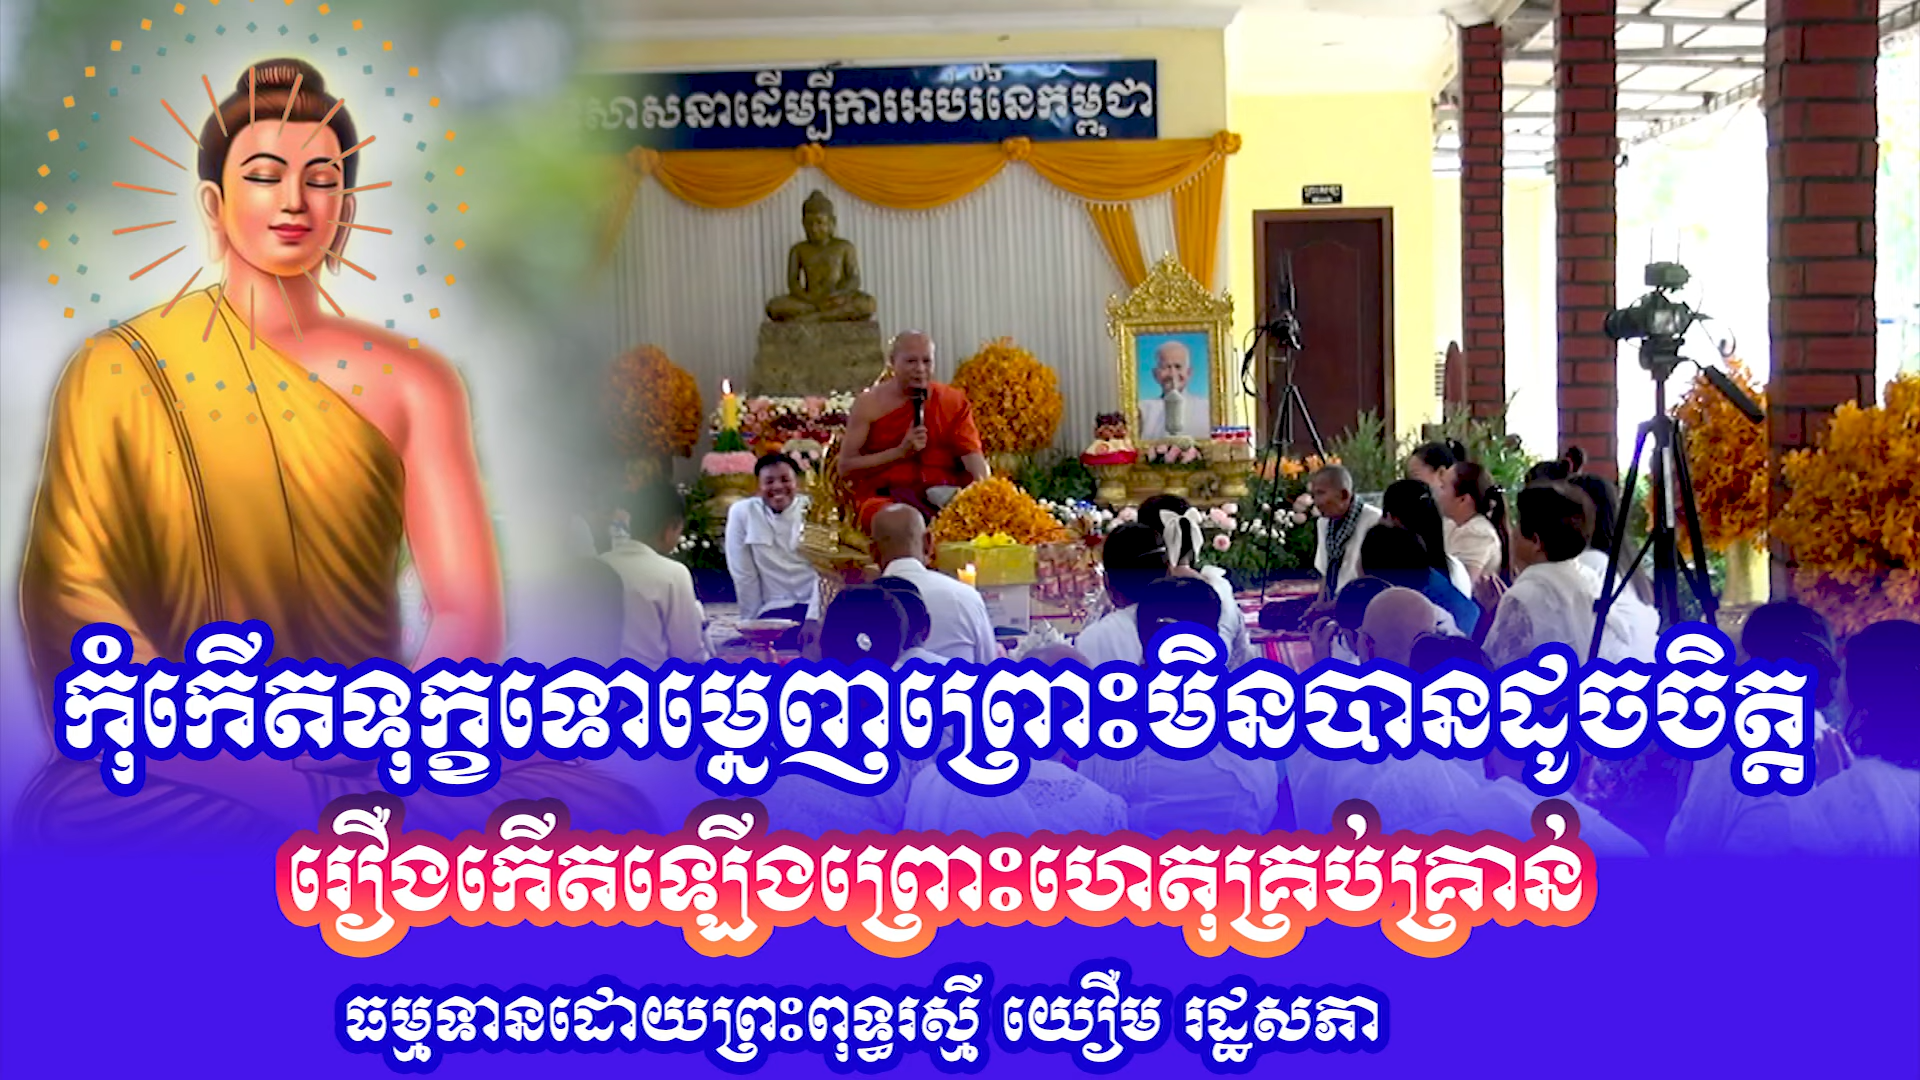 សាសនាដើម្បីការអប់រំនៃកម្ពុជា
កុំកើតទុក្ខទោម្នេញព្រោះមិនបានដូចចិត្ត
រឿងកើតឡើងព្រោះហេតុគ្រប់គ្រាន់
ធម្មទានដោយព្រះពុទ្ធរស្មី យឿម រដ្ឋសភា